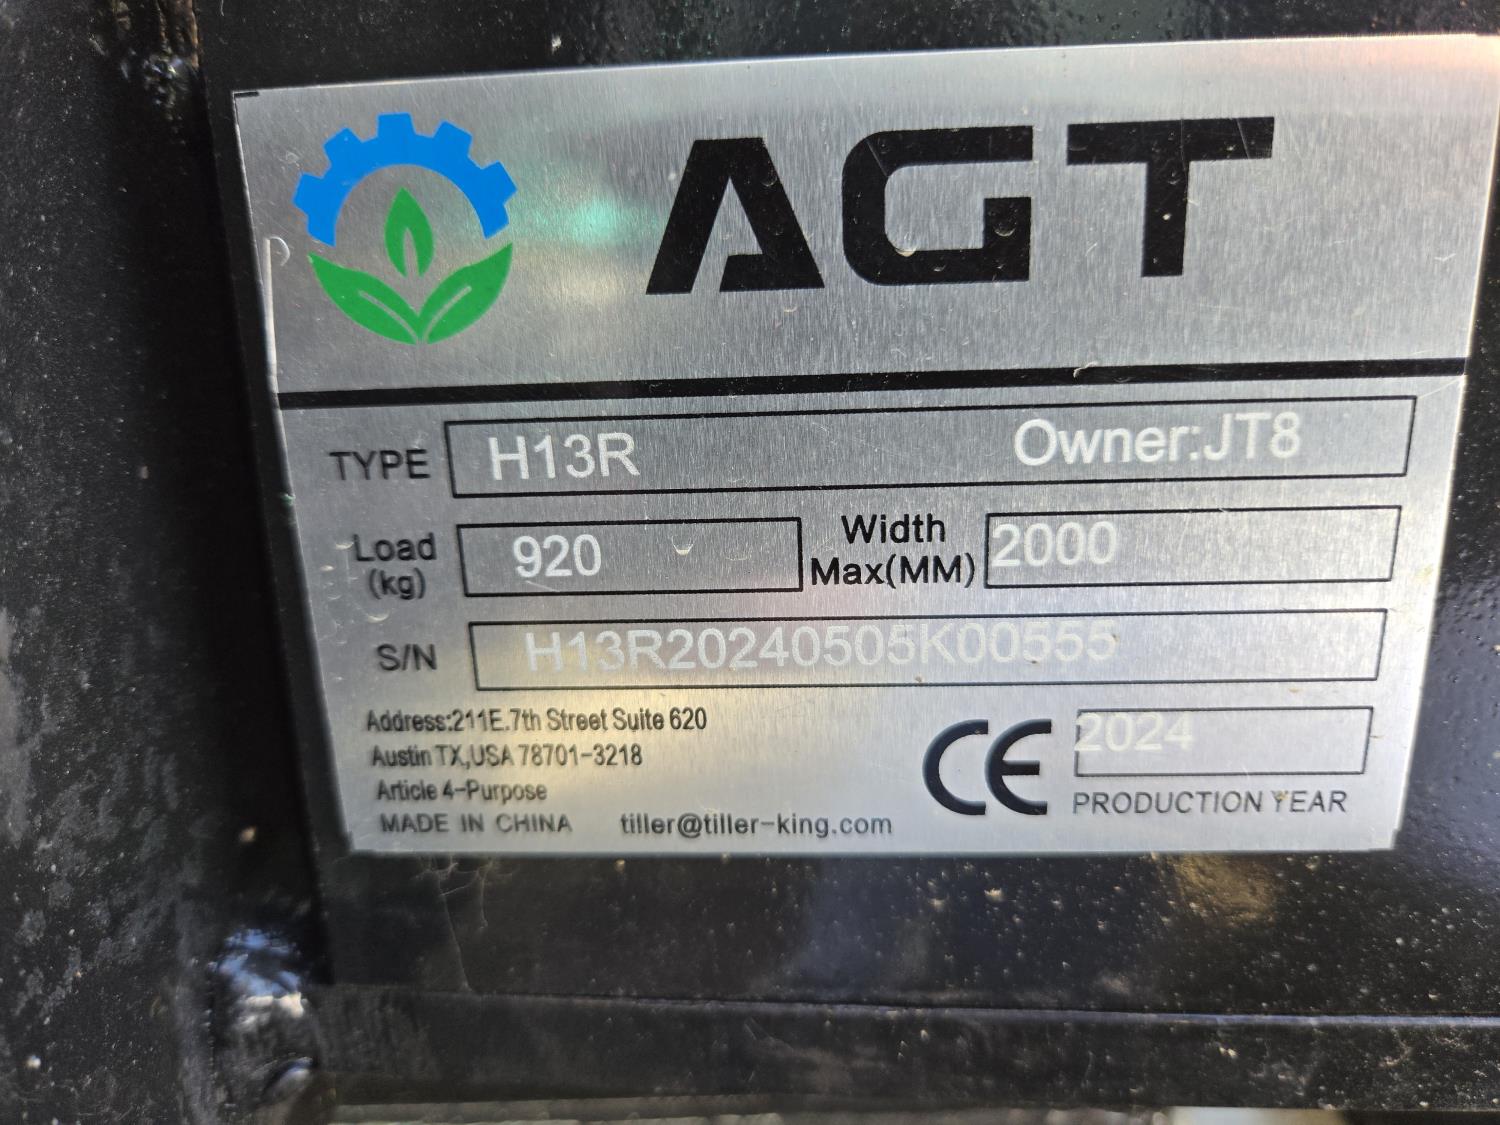 AGT
TYPE H13R Owner:JT8
Load (kg) 920 Width Max(MM) 2000
S/N H13R20240505K00555
Address:211E.7th Street Suite 620
Austin TX,USA 78701-3218
Article 4-Purpose
MADE IN CHINA tiller@tiller-king.com
CE 2024
PRODUCTION YEAR